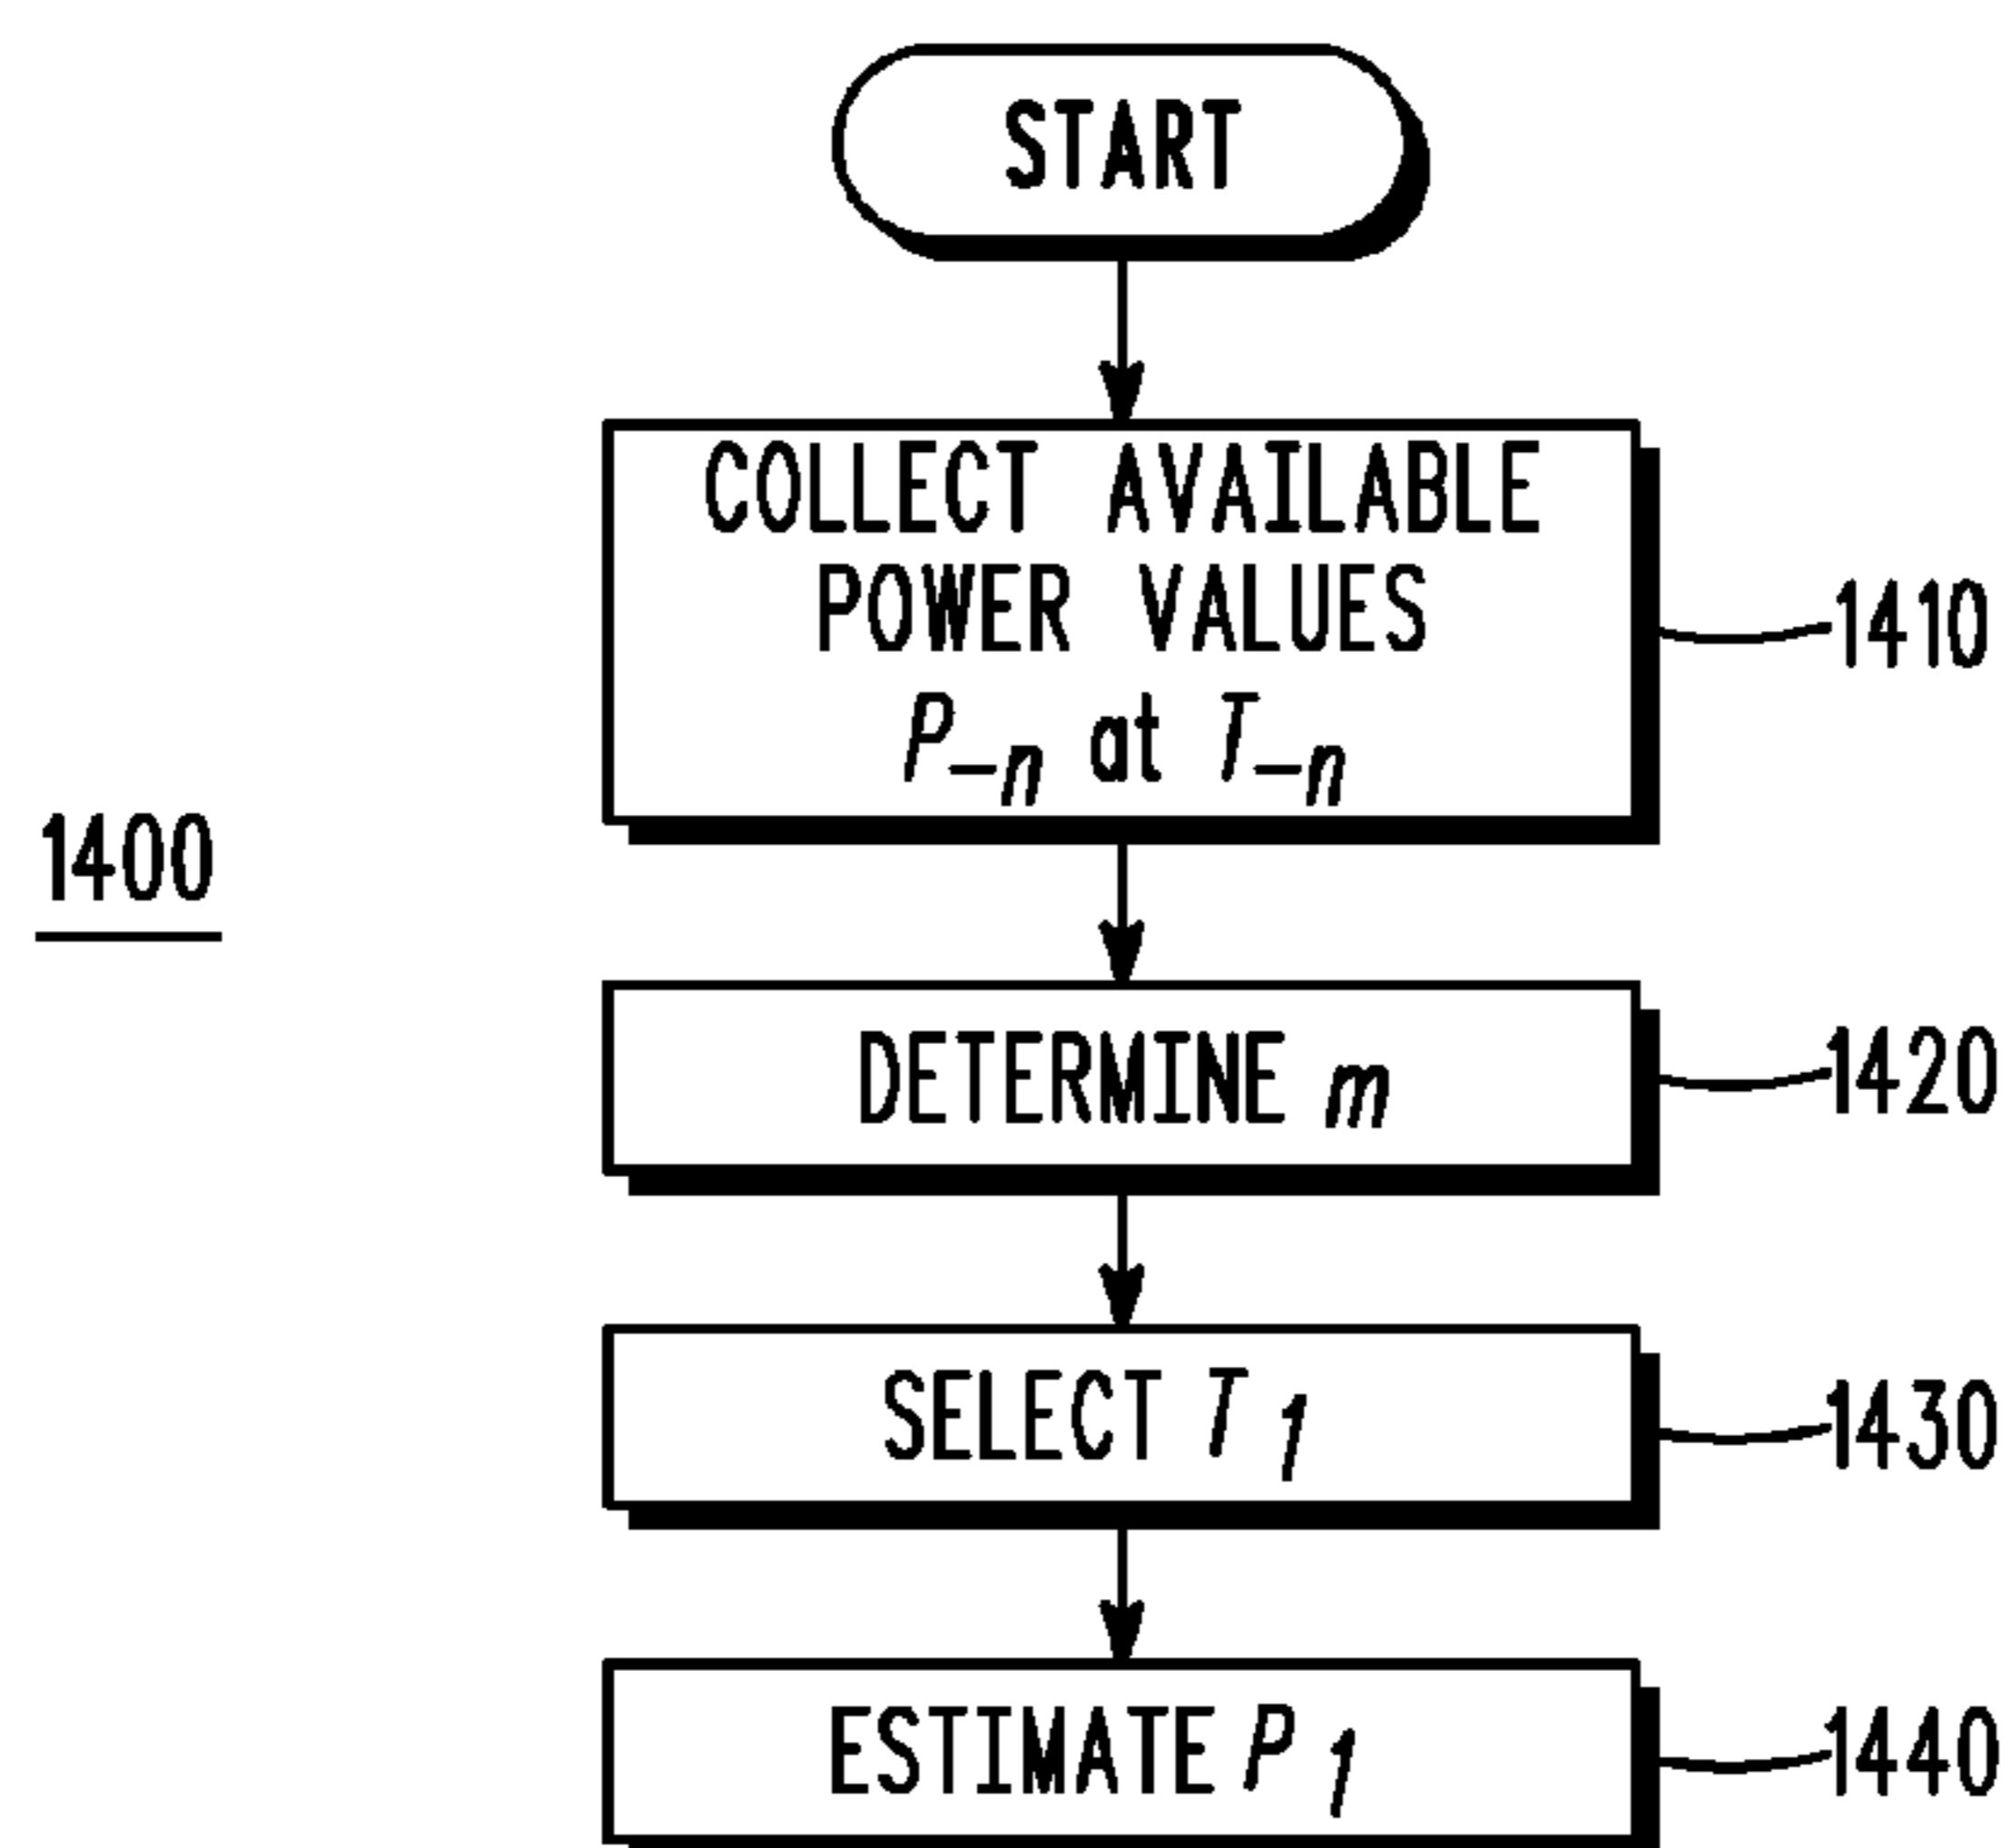 START
COLLECT AVAILABLE
POWER VALUES
P₋ₙ at T₋ₙ
1410
1400
DETERMINE m
1420
SELECT T₁
1430
ESTIMATE P₁
1440